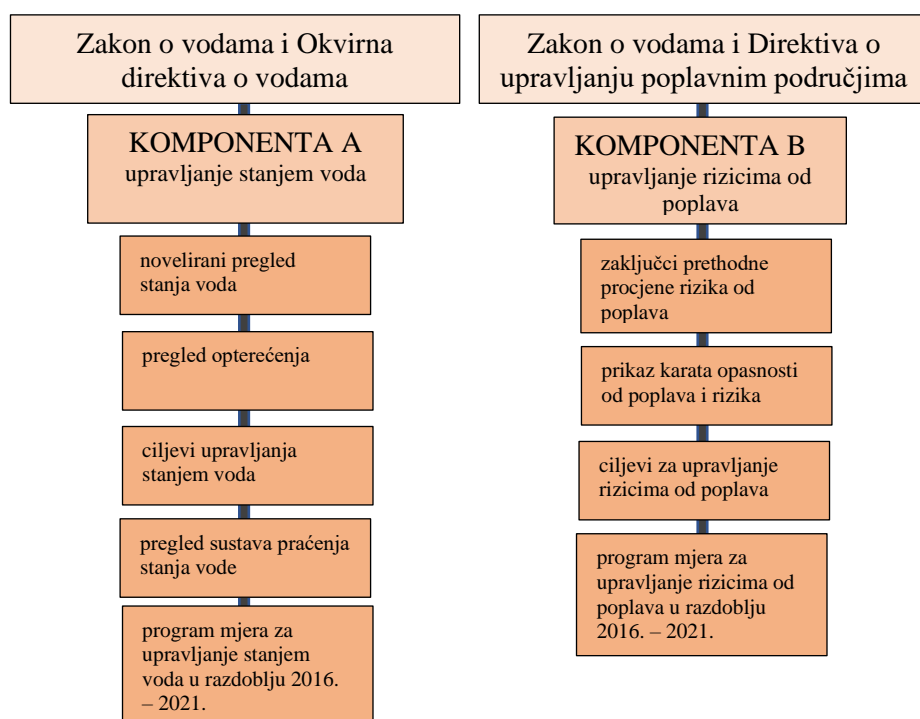 Zakon o vodama i Okvirna
direktiva o vodama
KOMPONENTA A
upravljanje stanjem voda
novelirani pregled
stanja voda
pregled opterećenja
ciljevi upravljanja
stanjem voda
pregled sustava praćenja
stanja vode
program mjera za
upravljanje stanjem
voda u razdoblju 2016.
– 2021.
Zakon o vodama i Direktiva o
upravljanju poplavnim područjima
KOMPONENTA B
upravljanje rizicima od
poplava
zaključci prethodne
procjene rizika od
poplava
prikaz karata opasnosti
od poplava i rizika
ciljevi za upravljanje
rizicima od poplava
program mjera za
upravljanje rizicima od
poplava u razdoblju
2016. – 2021.